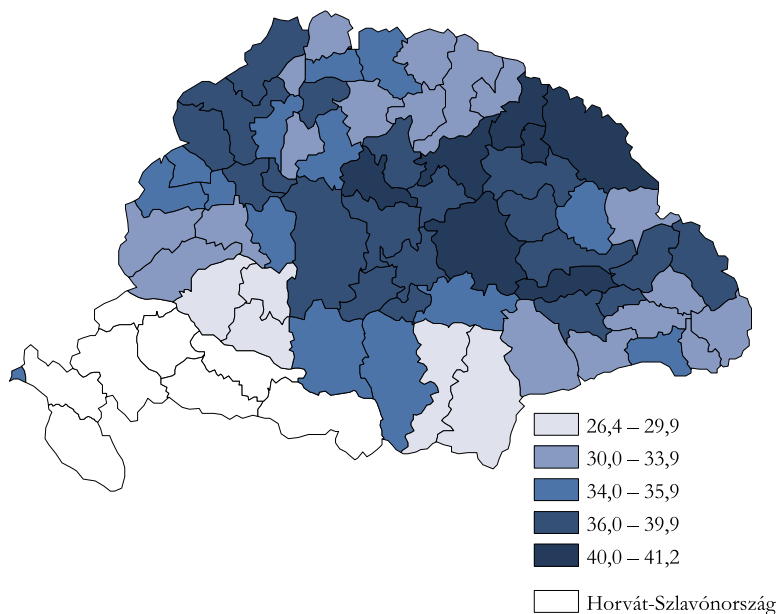 26,4 – 29,9
30,0 – 33,9
34,0 – 35,9
36,0 – 39,9
40,0 – 41,2
Horvát-Szlavónország